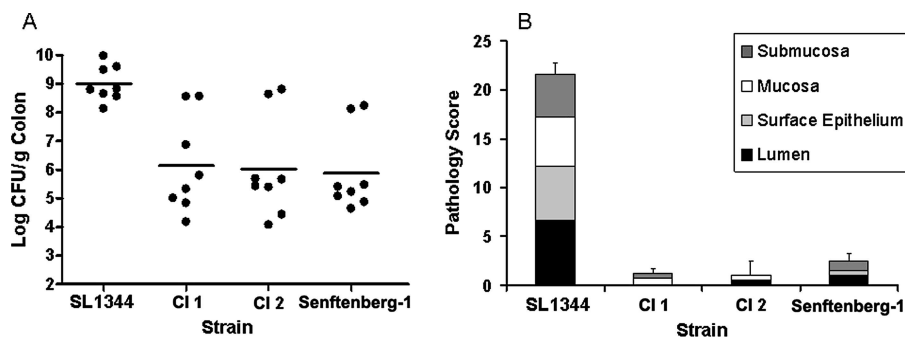 A
Log CFU/g Colon
10
9
8
7
6
5
4
3
2
SL1344
CI 1
CI 2
Senftenberg-1
Strain
B
Pathology Score
25
20
15
10
5
0
Submucosa
Mucosa
Surface Epithelium
Lumen
SL1344
CI 1
CI 2
Senftenberg-1
Strain